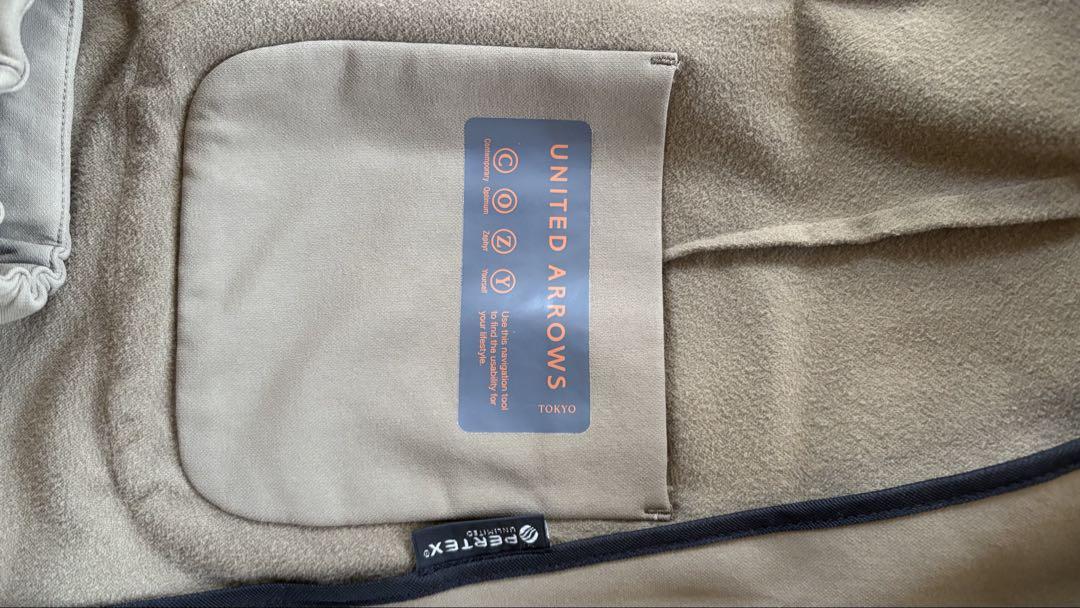 UNITED ARROWS
TOKYO
C O Z Y
Contemporary Optimum Zephyr Yourself
Use this navigation tool
to find the usability for
your lifestyle.
PERTEX®
UNLIMITED